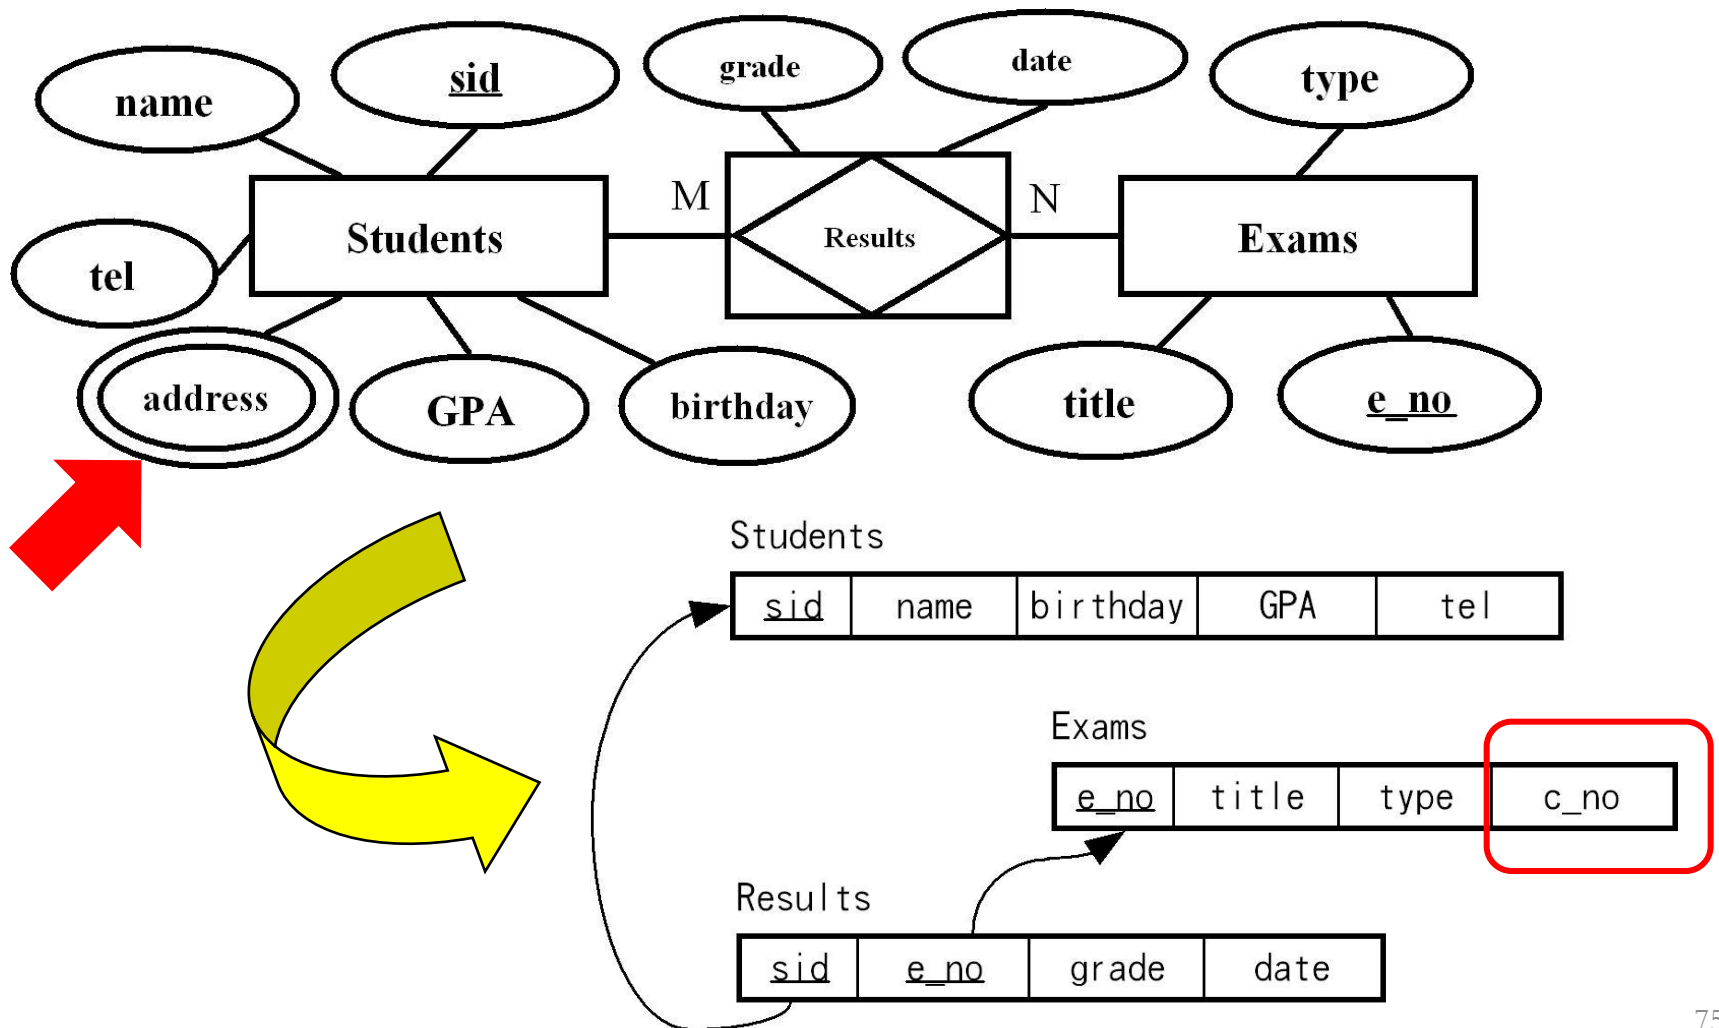 name
sid
grade
date
type
Students
M
Results
N
Exams
tel
address
GPA
birthday
title
e_no
Students
sid name birthday GPA tel
Exams
e_no title type c_no
Results
sid e_no grade date
75